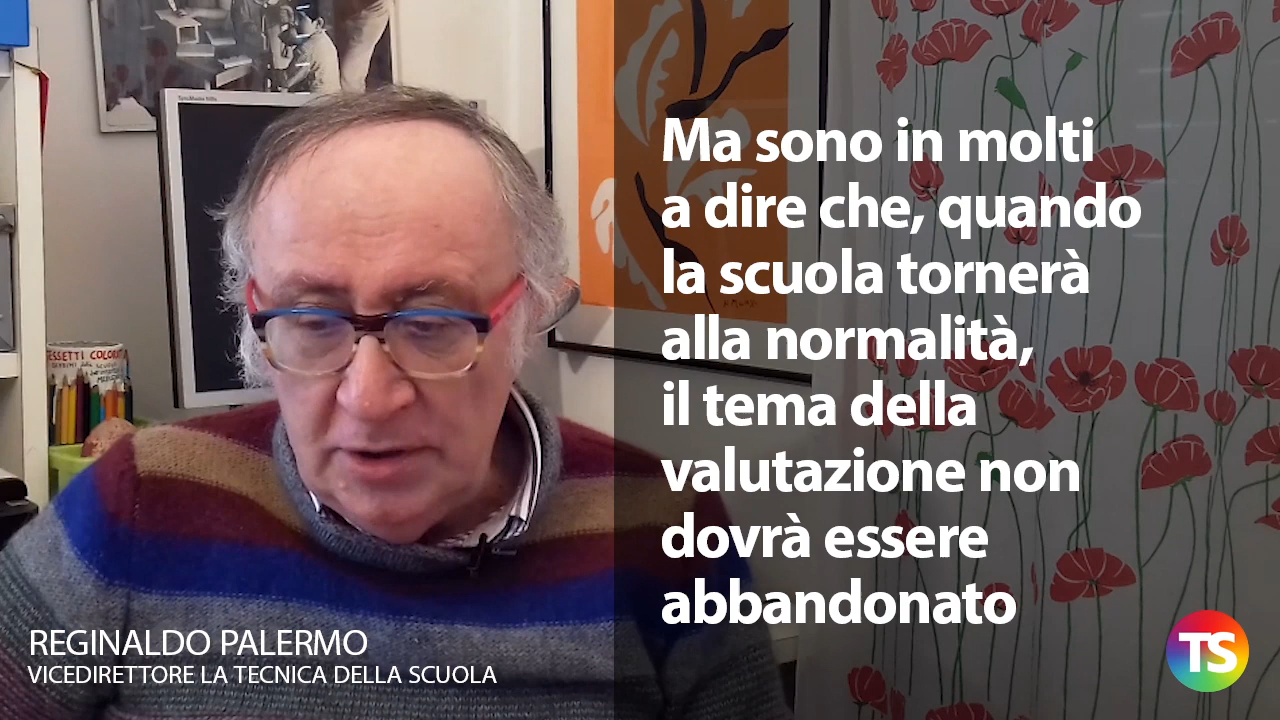 Ma sono in molti
a dire che, quando
la scuola tornerà
alla normalità,
il tema della
valutazione non
dovrà essere
abbandonato
REGINALDO PALERMO
VICEDIRETTORE LA TECNICA DELLA SCUOLA
TS